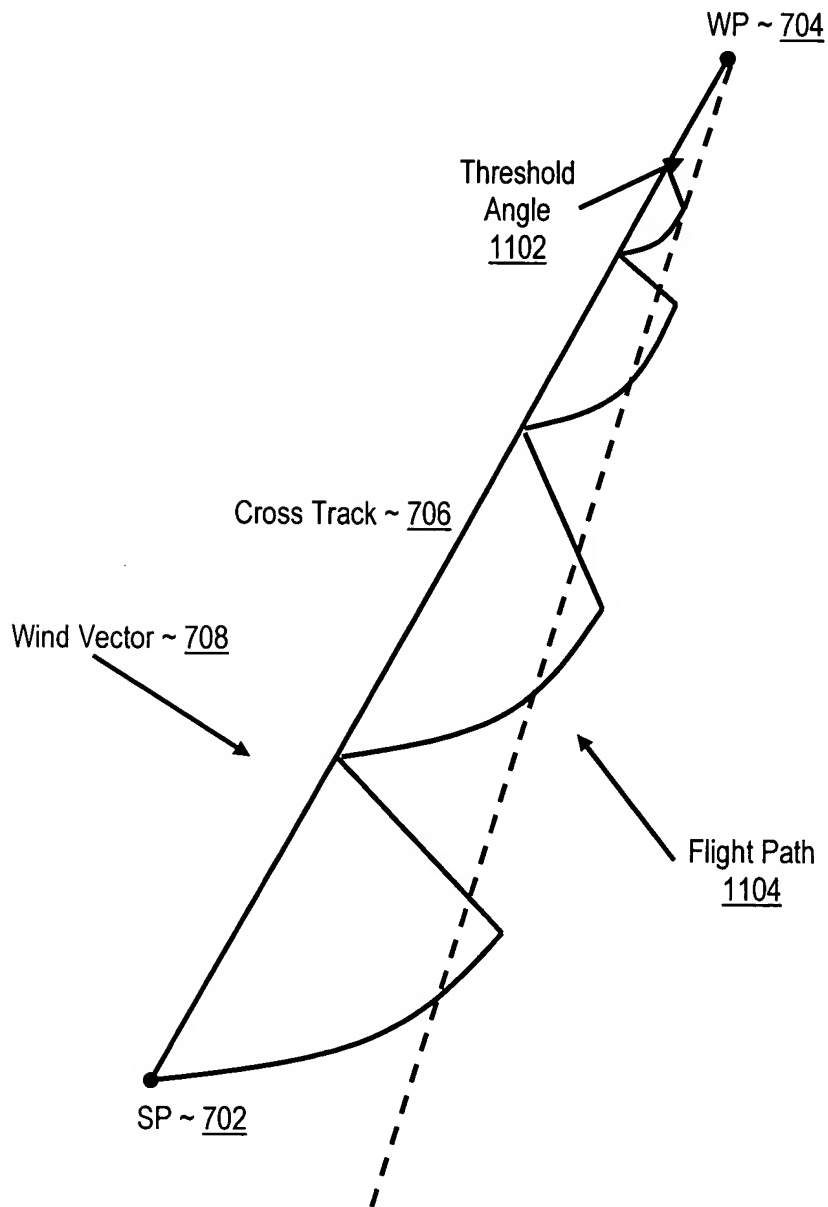 WP ~ 704
Threshold
Angle
1102
Cross Track ~ 706
Wind Vector ~ 708
Flight Path
1104
SP ~ 702